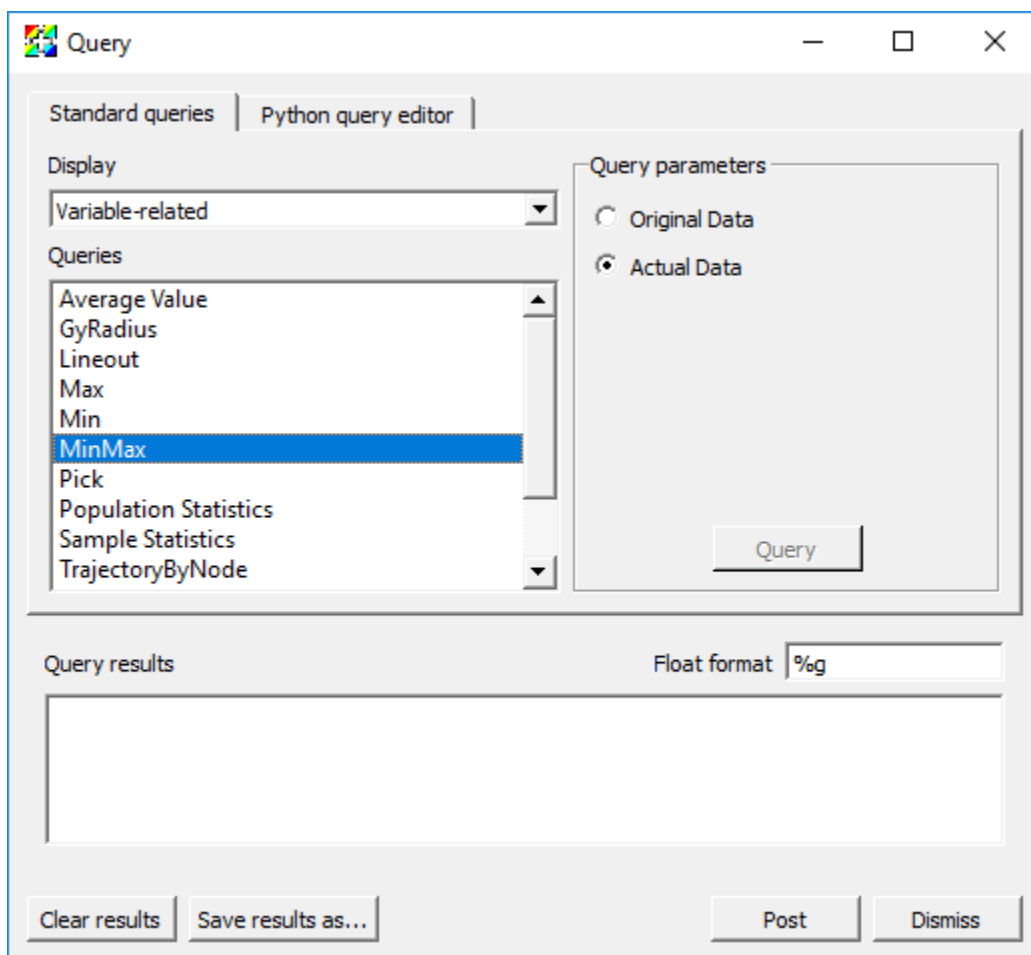 Query
Standard queries
Python query editor
Display
Variable-related
Queries
Average Value
GyRadius
Lineout
Max
Min
MinMax
Pick
Population Statistics
Sample Statistics
TrajectoryByNode
Query parameters
Original Data
Actual Data
Query
Query results
Float format %g
Clear results
Save results as...
Post
Dismiss